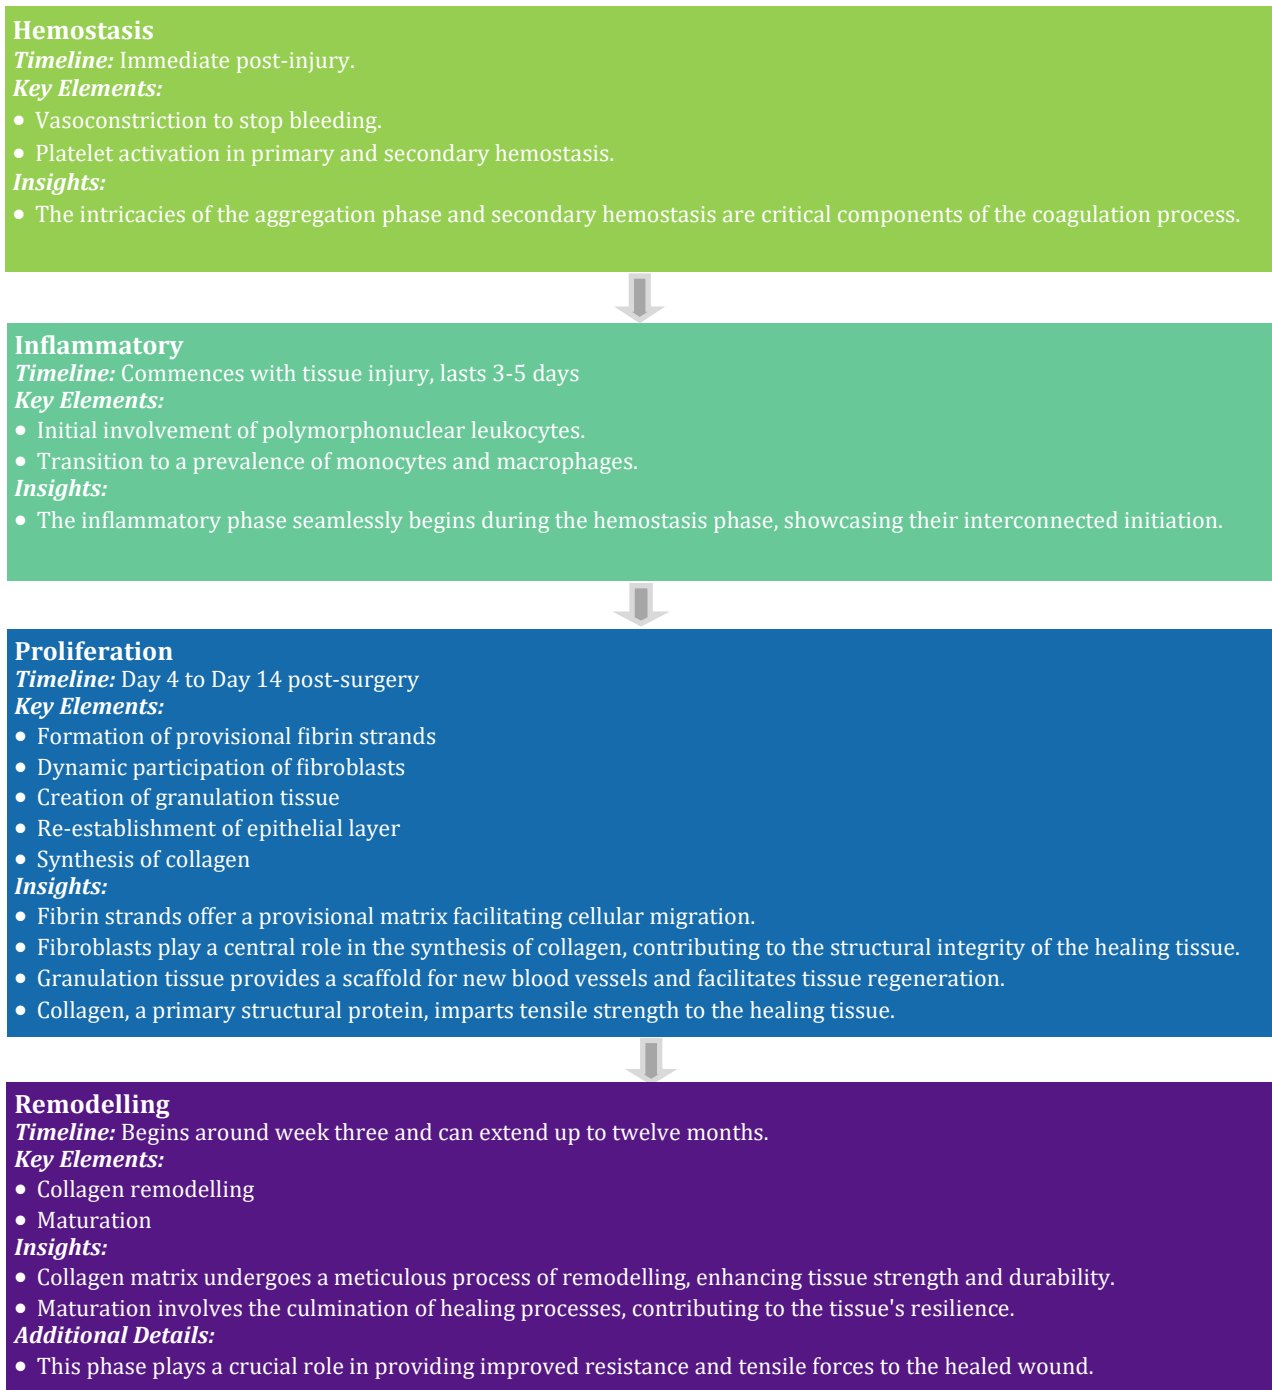 Hemostasis
Timeline: Immediate post-injury.
Key Elements:
• Vasoconstriction to stop bleeding.
• Platelet activation in primary and secondary hemostasis.
Insights:
• The intricacies of the aggregation phase and secondary hemostasis are critical components of the coagulation process.
Inflammatory
Timeline: Commences with tissue injury, lasts 3-5 days
Key Elements:
• Initial involvement of polymorphonuclear leukocytes.
• Transition to a prevalence of monocytes and macrophages.
Insights:
• The inflammatory phase seamlessly begins during the hemostasis phase, showcasing their interconnected initiation.
Proliferation
Timeline: Day 4 to Day 14 post-surgery
Key Elements:
• Formation of provisional fibrin strands
• Dynamic participation of fibroblasts
• Creation of granulation tissue
• Re-establishment of epithelial layer
• Synthesis of collagen
Insights:
• Fibrin strands offer a provisional matrix facilitating cellular migration.
• Fibroblasts play a central role in the synthesis of collagen, contributing to the structural integrity of the healing tissue.
• Granulation tissue provides a scaffold for new blood vessels and facilitates tissue regeneration.
• Collagen, a primary structural protein, imparts tensile strength to the healing tissue.
Remodelling
Timeline: Begins around week three and can extend up to twelve months.
Key Elements:
• Collagen remodelling
• Maturation
Insights:
• Collagen matrix undergoes a meticulous process of remodelling, enhancing tissue strength and durability.
• Maturation involves the culmination of healing processes, contributing to the tissue's resilience.
Additional Details:
• This phase plays a crucial role in providing improved resistance and tensile forces to the healed wound.